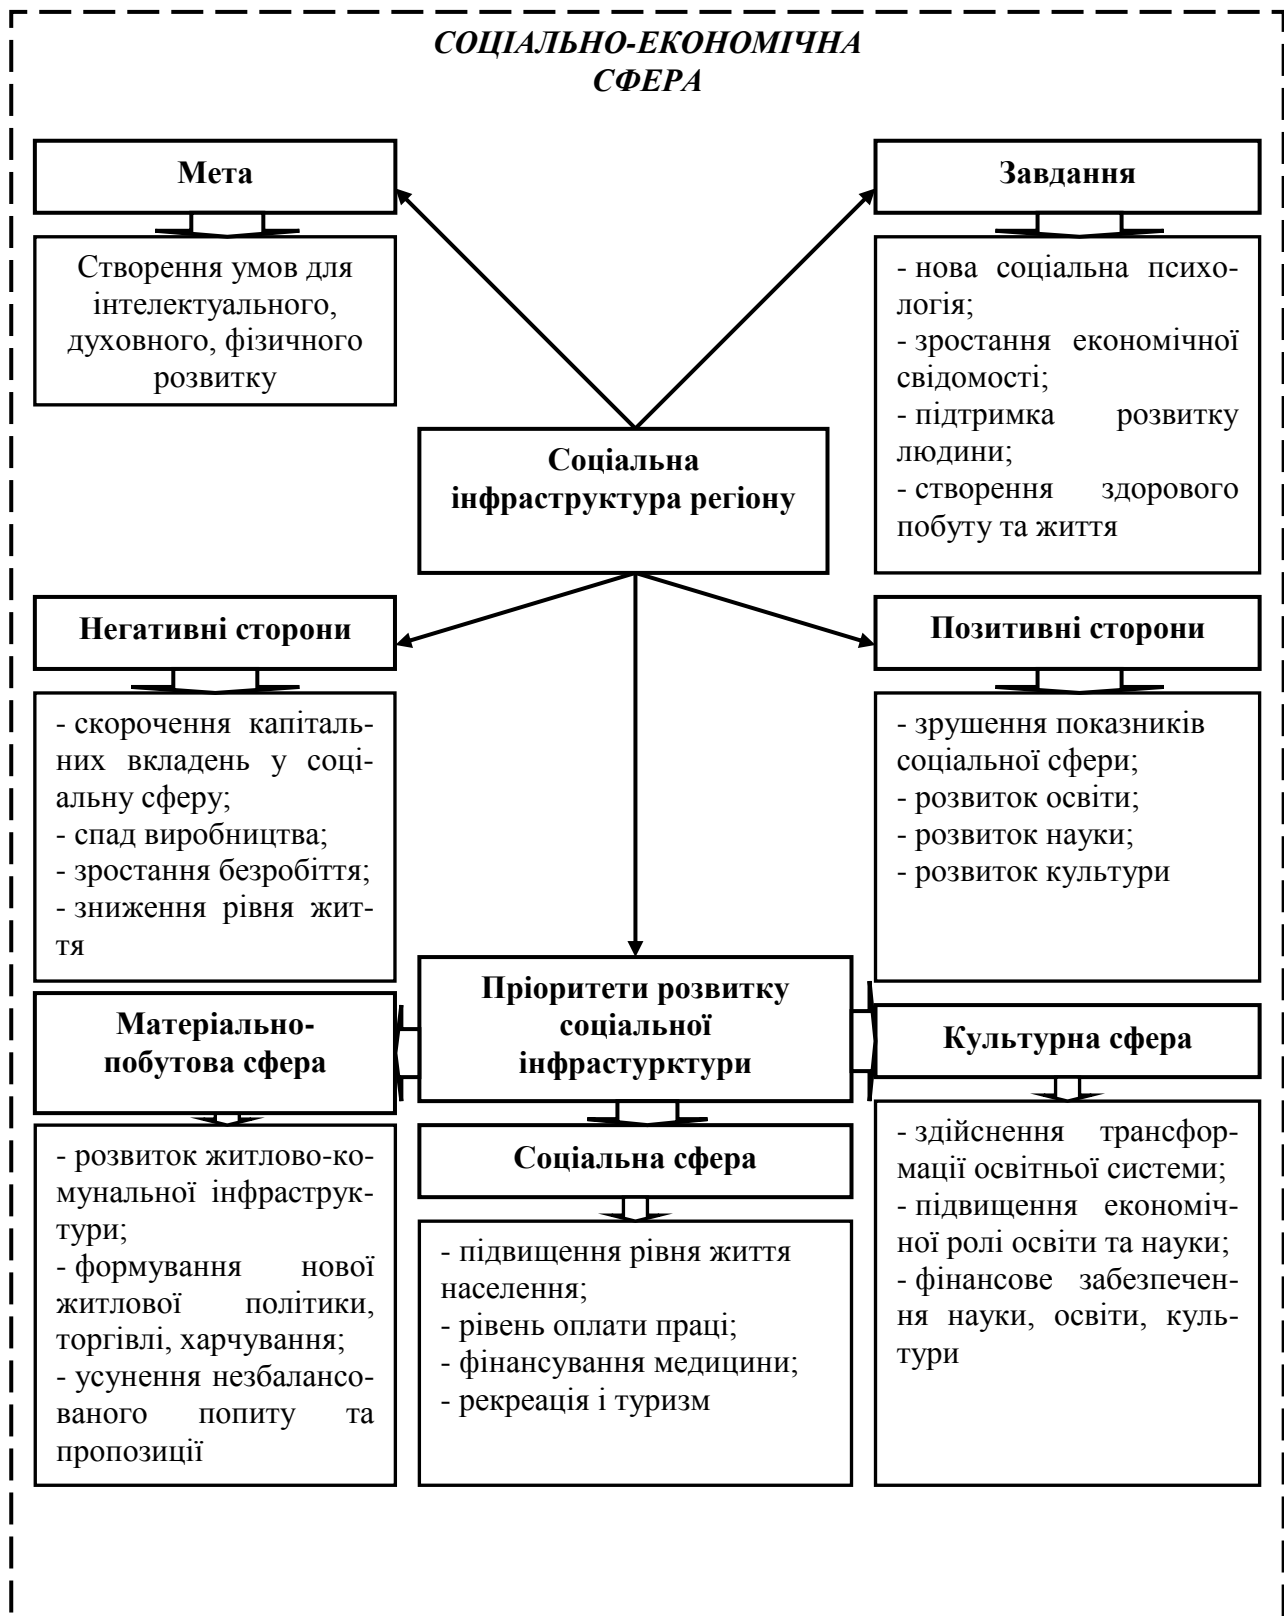 СОЦІАЛЬНО-ЕКОНОМІЧНА
СФЕРА
Мета
Створення умов для
інтелектуального,
духовного, фізичного
розвитку
Завдання
- нова соціальна психо-
логія;
- зростання економічної
свідомості;
- підтримка розвитку
людини;
- створення здорового
побуту та життя
Соціальна
інфраструктура регіону
Негативні сторони
- скорочення капіталь-
них вкладень у соці-
альну сферу;
- спад виробництва;
- зростання безробіття;
- зниження рівня жит-
тя
Позитивні сторони
- зрушення показників
соціальної сфери;
- розвиток освіти;
- розвиток науки;
- розвиток культури
Пріоритети розвитку
соціальної
інфрастурктури
Матеріально-
побутова сфера
- розвиток житлово-ко-
мунальної інфраструк-
тури;
- формування нової
житлової політики,
торгівлі, харчування;
- усунення незбалансо-
ваного попиту та
пропозиції
Соціальна сфера
- підвищення рівня життя
населення;
- рівень оплати праці;
- фінансування медицини;
- рекреація і туризм
Культурна сфера
- здійснення трансфор-
мації освітньої системи;
- підвищення економіч-
ної ролі освіти та науки;
- фінансове забезпечен-
ня науки, освіти, куль-
тури